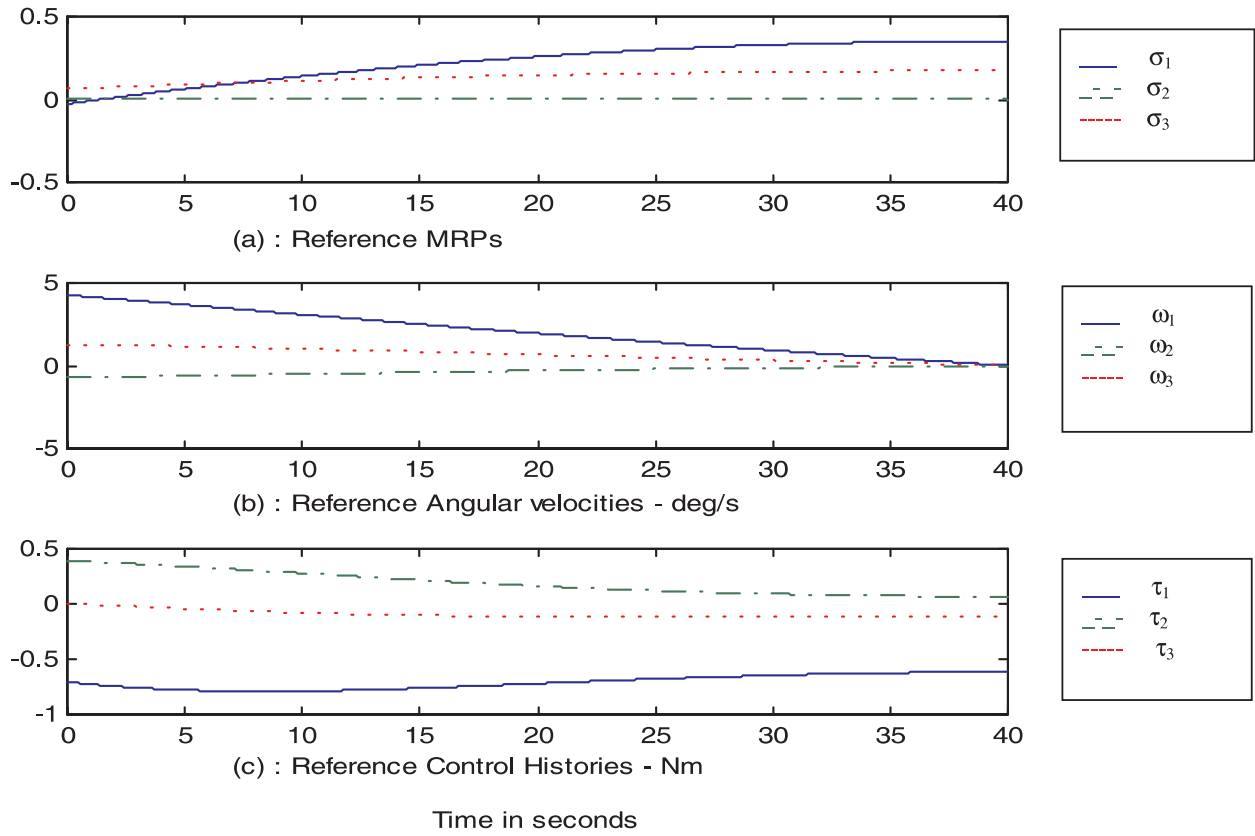 0.5
0
-0.5
0 5 10 15 20 25 30 35 40
(a) : Reference MRPs
σ1
σ2
σ3
5
0
-5
0 5 10 15 20 25 30 35 40
(b) : Reference Angular velocities - deg/s
ω1
ω2
ω3
0.5
0
-0.5
-1
0 5 10 15 20 25 30 35 40
(c) : Reference Control Histories - Nm
τ1
τ2
τ3
Time in seconds